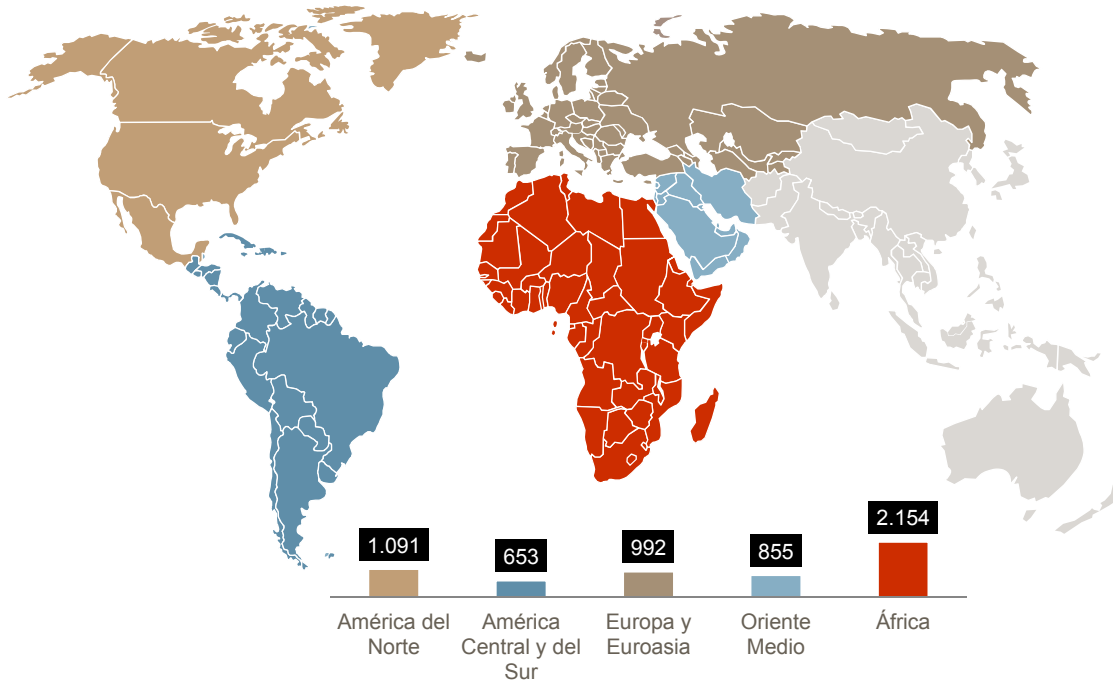 1.091
653
992
855
2.154
América del
Norte
América
Central y del
Sur
Europa y
Euroasia
Oriente
Medio
África